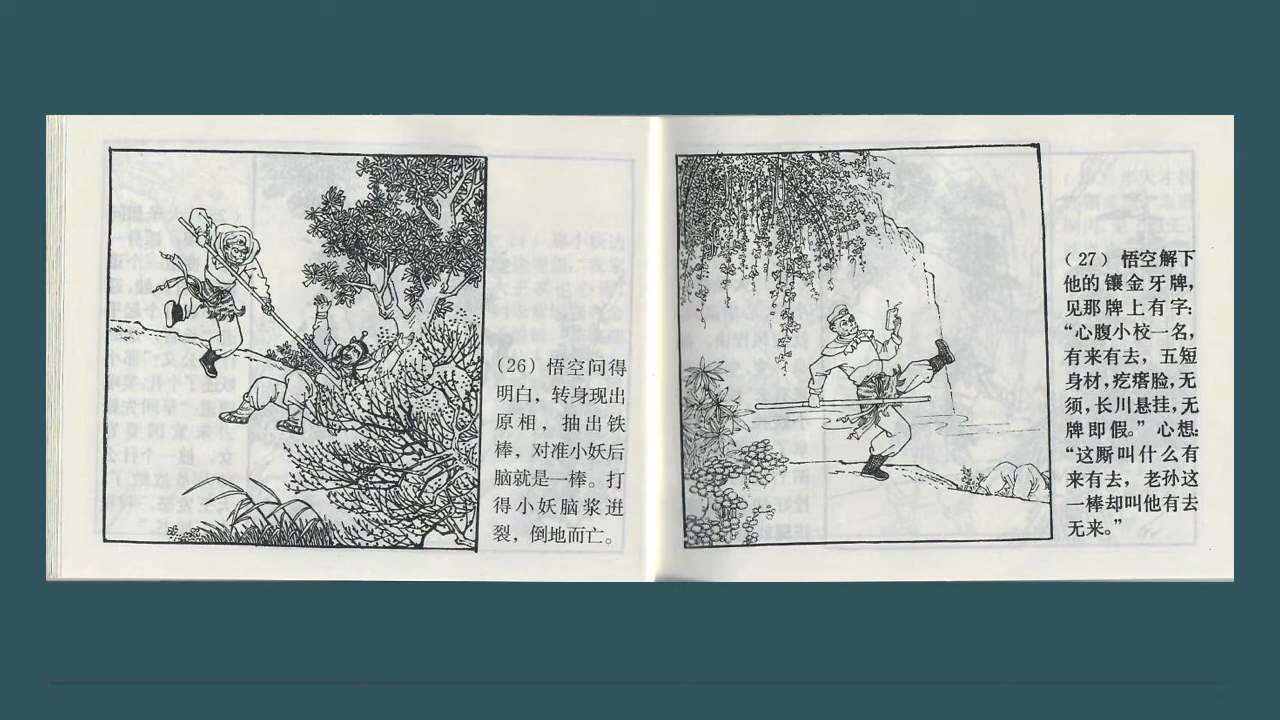 (26) 悟空问得
明白，转身现出
原相，抽出铁
棒，对准小妖后
脑就是一棒。打
得小妖脑浆迸
裂，倒地而亡。
(27) 悟空解下
他的镶金牙牌，
见那牌上有字：
“心腹小校一名，
有来有去，五短
身材，疙瘩脸，无
须，长川悬挂，无
牌即假。”心想：
“这厮叫什么有
来有去，老孙这
一棒却叫他有去
无来。”